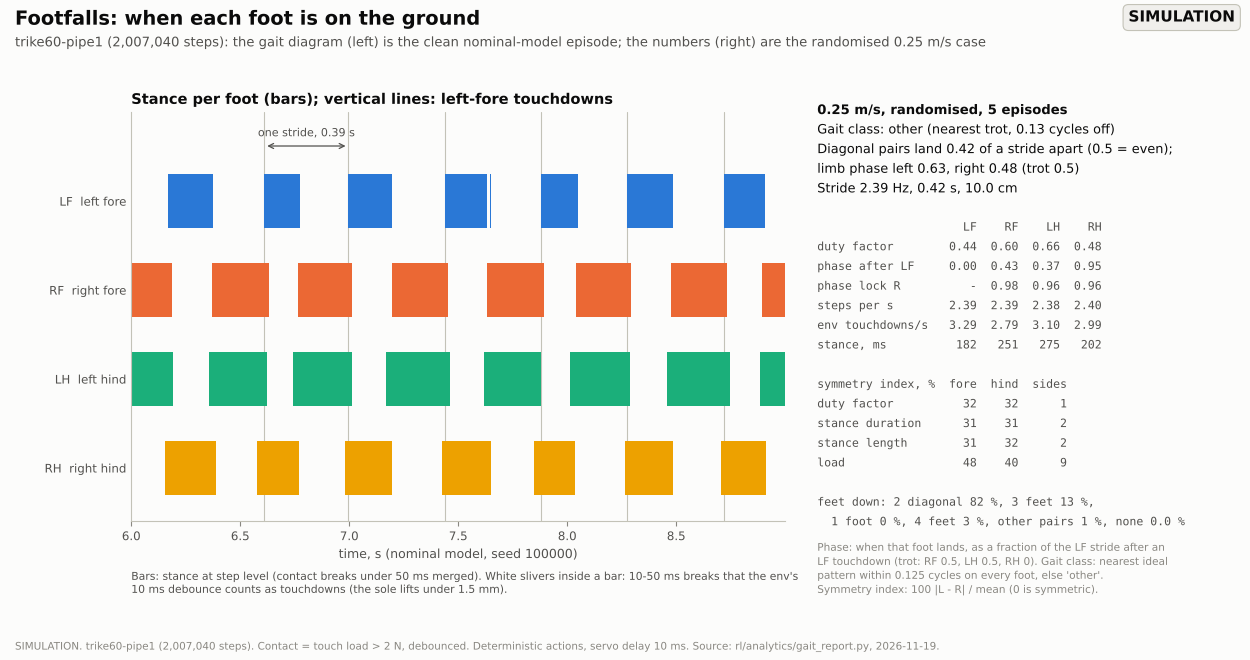 Footfalls: when each foot is on the ground
SIMULATION
trike60-pipe1 (2,007,040 steps): the gait diagram (left) is the clean nominal-model episode; the numbers (right) are the randomised 0.25 m/s case
Stance per foot (bars); vertical lines: left-fore touchdowns
one stride, 0.39 s
LF left fore
RF right fore
LH left hind
RH right hind
6.0 6.5 7.0 7.5 8.0 8.5
time, s (nominal model, seed 100000)
Bars: stance at step level (contact breaks under 50 ms merged). White slivers inside a bar: 10-50 ms breaks that the env's
10 ms debounce counts as touchdowns (the sole lifts under 1.5 mm).
0.25 m/s, randomised, 5 episodes
Gait class: other (nearest trot, 0.13 cycles off)
Diagonal pairs land 0.42 of a stride apart (0.5 = even);
limb phase left 0.63, right 0.48 (trot 0.5)
Stride 2.39 Hz, 0.42 s, 10.0 cm
LF RF LH RH
duty factor 0.44 0.60 0.66 0.48
phase after LF 0.00 0.43 0.37 0.95
phase lock R - 0.98 0.96 0.96
steps per s 2.39 2.39 2.38 2.40
env touchdowns/s 3.29 2.79 3.10 2.99
stance, ms 182 251 275 202
symmetry index, % fore hind sides
duty factor 32 32 1
stance duration 31 31 2
stance length 31 32 2
load 48 40 9
feet down: 2 diagonal 82 %, 3 feet 13 %,
1 foot 0 %, 4 feet 3 %, other pairs 1 %, none 0.0 %
Phase: when that foot lands, as a fraction of the LF stride after an
LF touchdown (trot: RF 0.5, LH 0.5, RH 0). Gait class: nearest ideal
pattern within 0.125 cycles on every foot, else 'other'.
Symmetry index: 100 |L - R| / mean (0 is symmetric).
SIMULATION. trike60-pipe1 (2,007,040 steps). Contact = touch load > 2 N, debounced. Deterministic actions, servo delay 10 ms. Source: rl/analytics/gait_report.py, 2026-11-19.